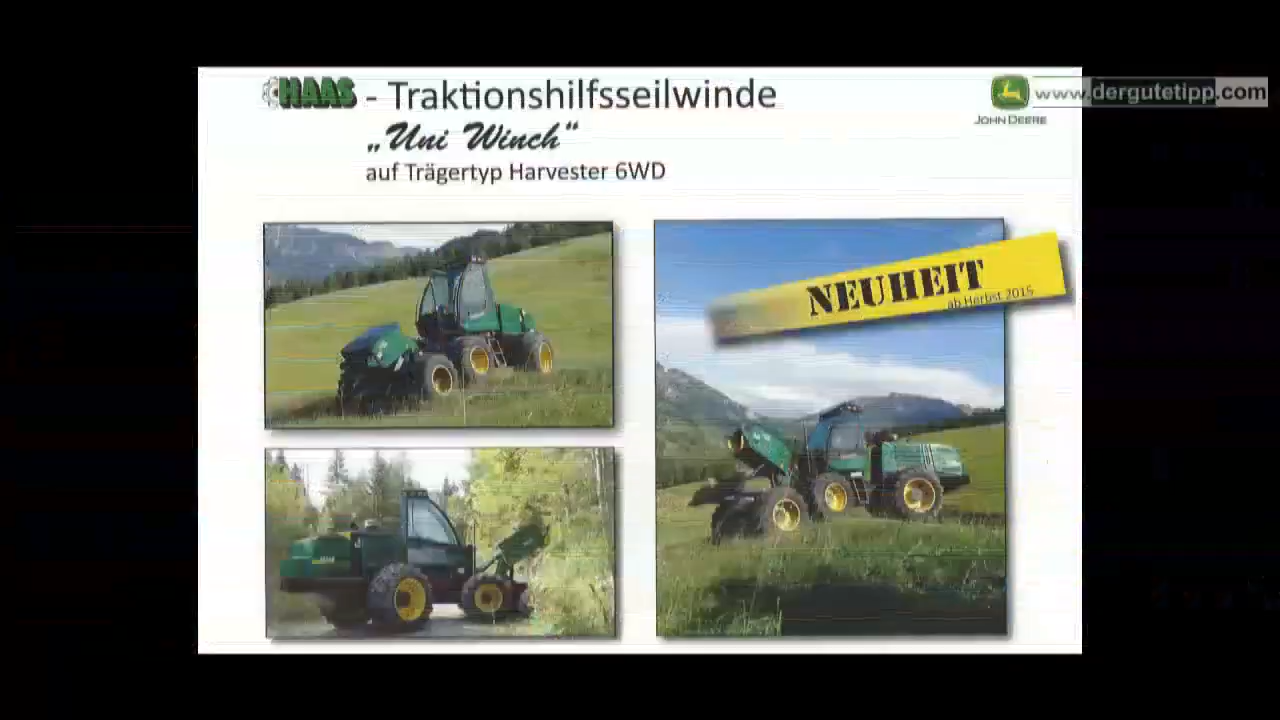 HAAS - Traktionshilfsseilwinde
„Uni Winch“
auf Trägertyp Harvester 6WD
JOHN DEERE
www.dergutetipp.com
NEUHEIT
ab Herbst 2015